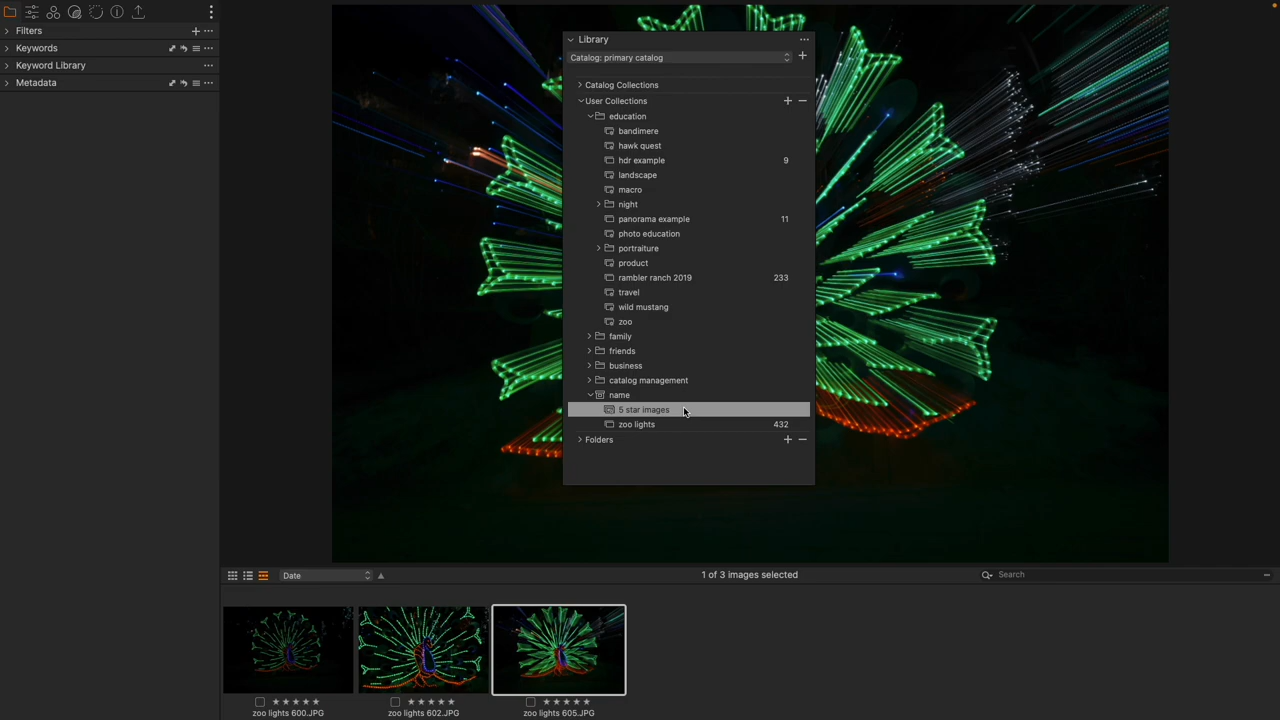 Filters
Keywords
Keyword Library
Metadata
Library
Catalog: primary catalog
Catalog Collections
User Collections
education
bandimere
hawk quest
hdr example 9
landscape
macro
night
panorama example 11
photo education
portraiture
product
rambler ranch 2019 233
travel
wild mustang
zoo
family
friends
business
catalog management
name
5 star images
zoo lights 432
Folders
Date
1 of 3 images selected
Search
zoo lights 600.JPG
zoo lights 602.JPG
zoo lights 605.JPG